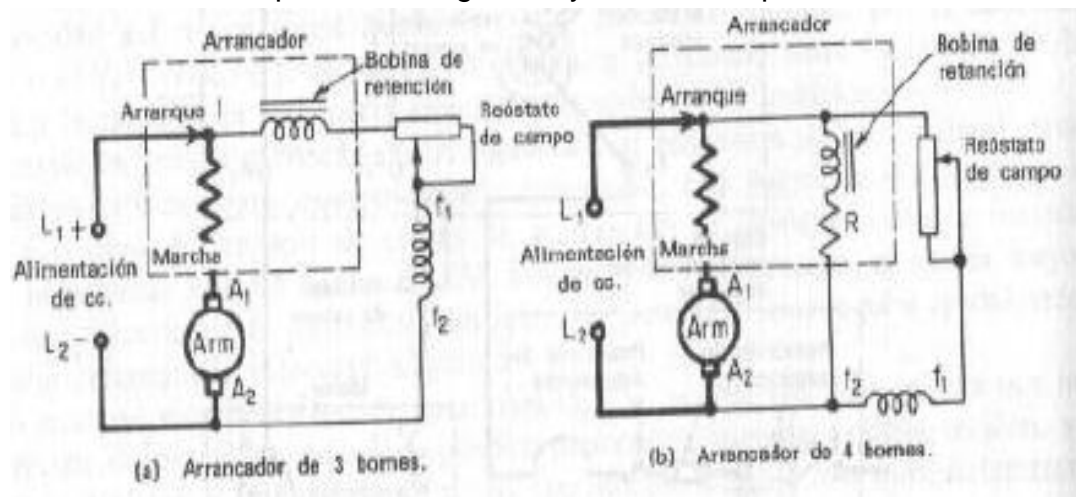 Arrancador
Bobina de
retención
Arranque
Reóstato
de campo
L₁+
Marcha
Alimentación
de cc.
A₁
f₁
f₂
L₂-
Arm
A₂
(a) Arrancador de 3 bornes.
Arrancador
Bobina de
retención
Arranque
Reóstato
de campo
L₁
R
Marcha
Alimentación
de cc.
A₁
L₂
Arm
A₂
f₂
f₁
(b) Arrancador de 4 bornes.